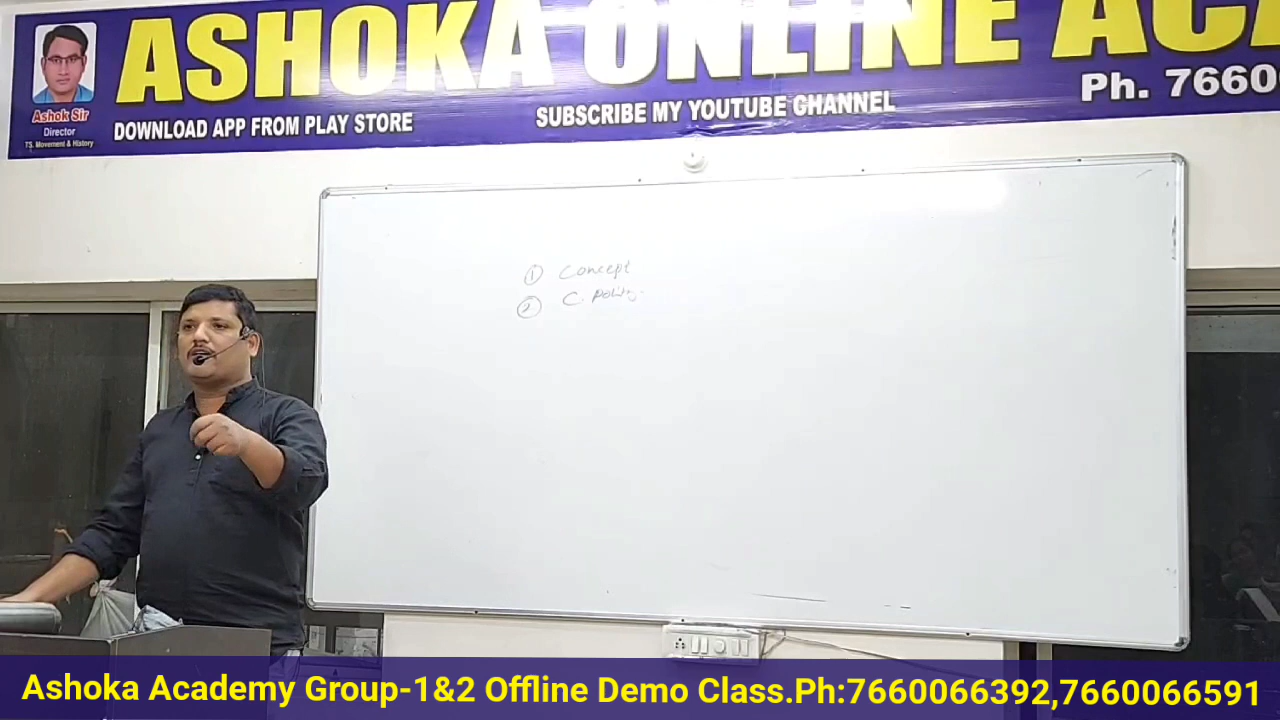 ASHOKA ONLINE ACA
Ashok Sir
Director
TS. Movement & History
DOWNLOAD APP FROM PLAY STORE
SUBSCRIBE MY YOUTUBE CHANNEL
Ph. 7660
① Concept
② C. Polity.
Ashoka Academy Group-1&2 Offline Demo Class.Ph:7660066392,7660066591